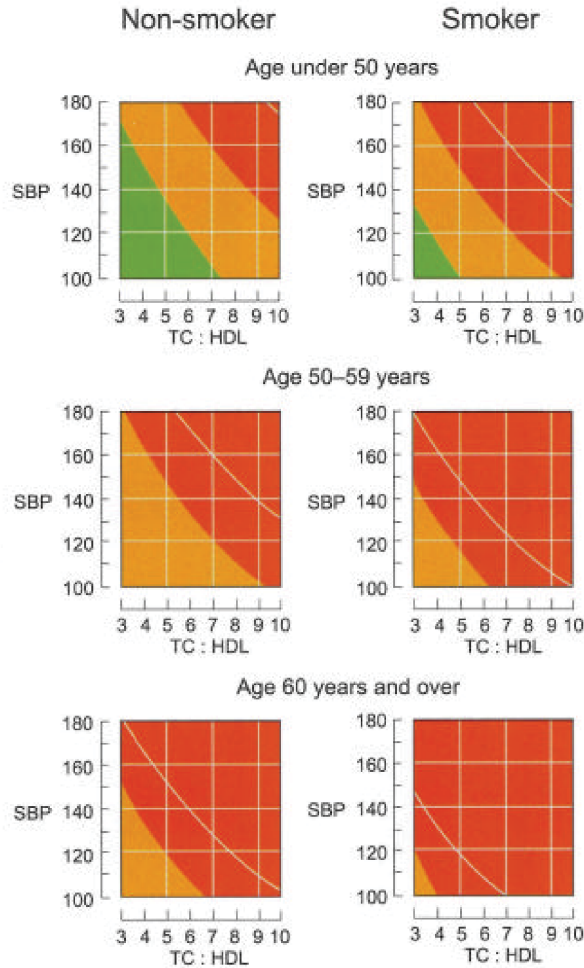 Non-smoker Smoker
Age under 50 years
180 180
160 160
SBP 140 SBP 140
120 120
100 100
3 4 5 6 7 8 9 10 3 4 5 6 7 8 9 10
TC : HDL TC : HDL
Age 50–59 years
180 180
160 160
SBP 140 SBP 140
120 120
100 100
3 4 5 6 7 8 9 10 3 4 5 6 7 8 9 10
TC : HDL TC : HDL
Age 60 years and over
180 180
160 160
SBP 140 SBP 140
120 120
100 100
3 4 5 6 7 8 9 10 3 4 5 6 7 8 9 10
TC : HDL TC : HDL